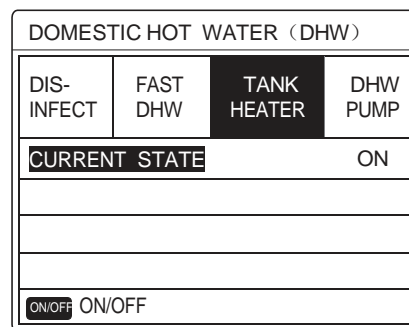 DOMESTIC HOT WATER（DHW）
DIS- FAST TANK DHW
INFECT DHW HEATER PUMP
CURRENT STATE ON
ON/OFF ON/OFF